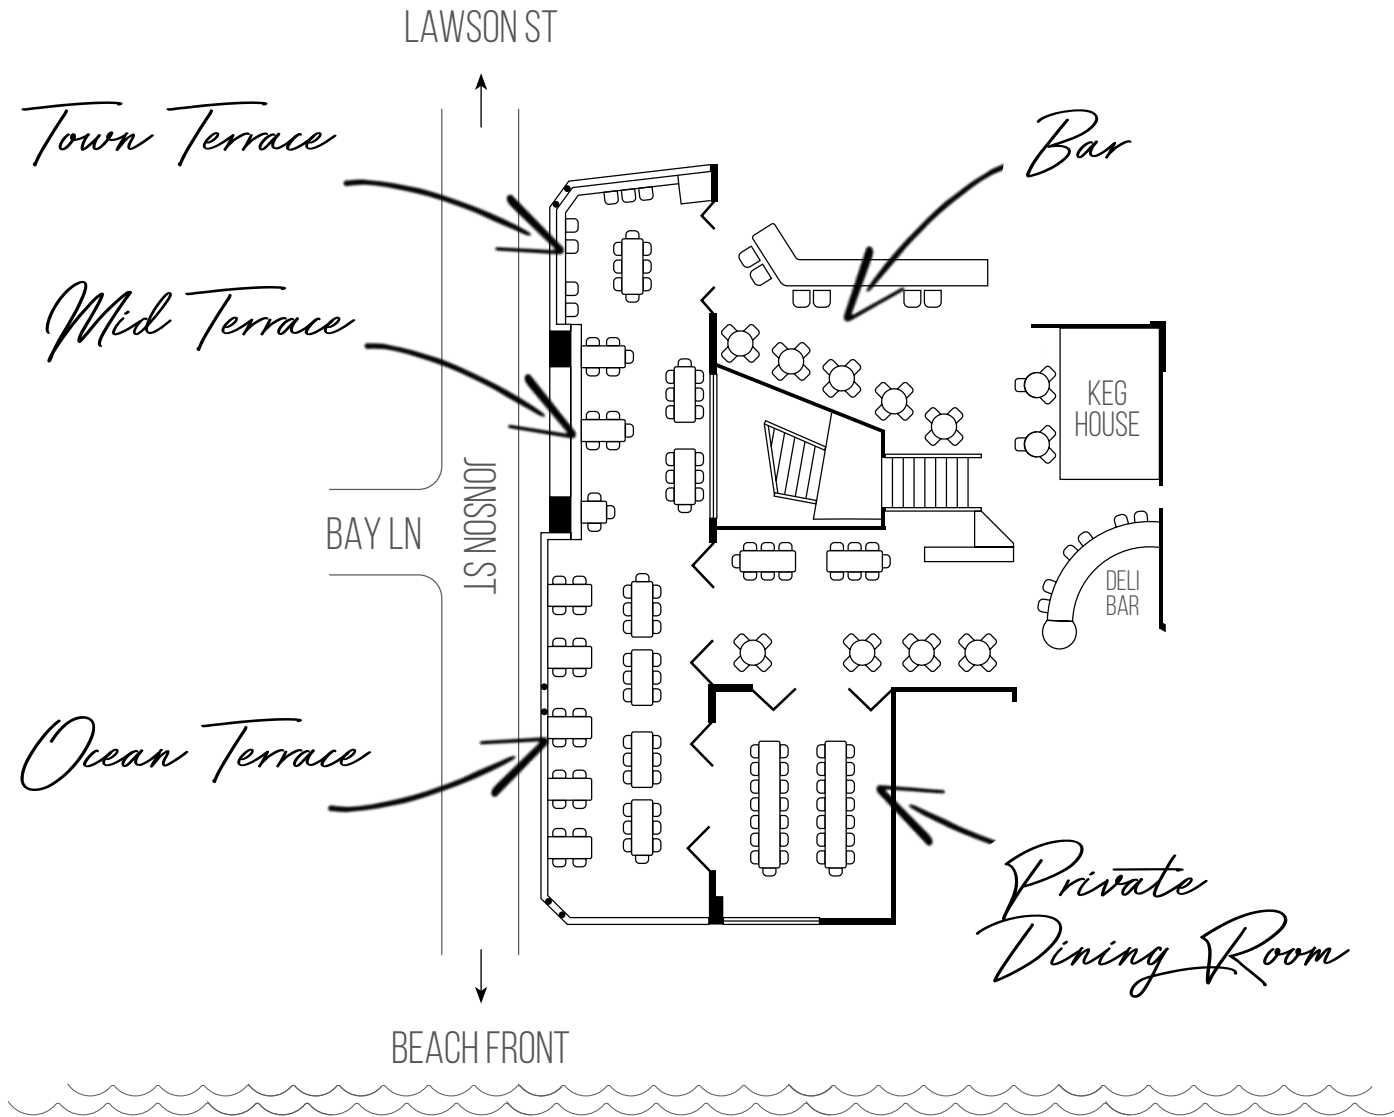 LAWSON ST
Town Terrace
Bar
Mid Terrace
KEG
HOUSE
JONSON ST
BAY LN
DELI
BAR
Ocean Terrace
Private
Dining Room
BEACH FRONT